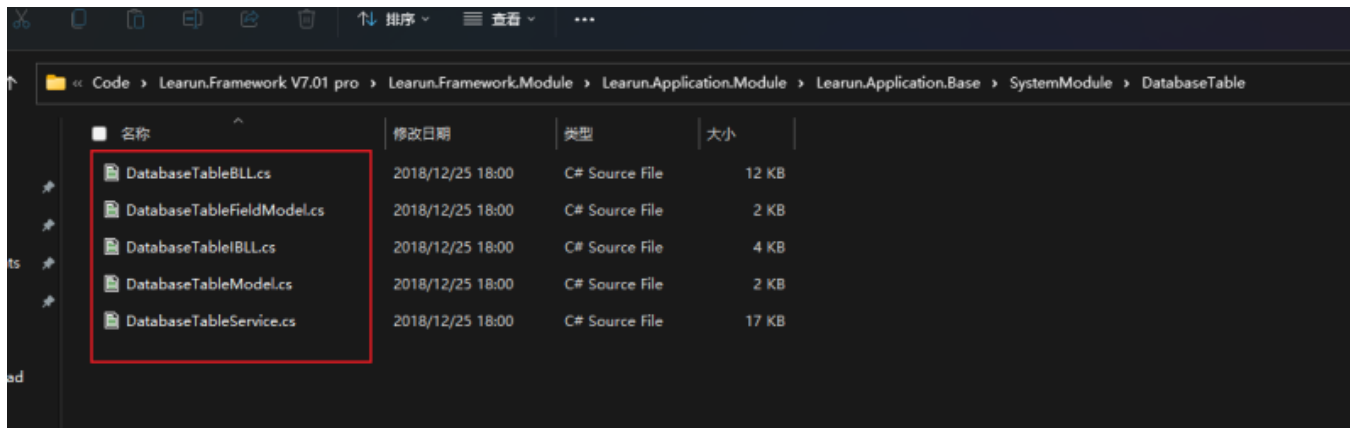 排序 查看 ...
« Code › Learun.Framework V7.01 pro › Learun.Framework.Module › Learun.Application.Module › Learun.Application.Base › SystemModule › DatabaseTable
名称 修改日期 类型 大小
DatabaseTableBLL.cs 2018/12/25 18:00 C# Source File 12 KB
DatabaseTableFieldModel.cs 2018/12/25 18:00 C# Source File 2 KB
DatabaseTableIBLL.cs 2018/12/25 18:00 C# Source File 4 KB
ts
DatabaseTableModel.cs 2018/12/25 18:00 C# Source File 2 KB
DatabaseTableService.cs 2018/12/25 18:00 C# Source File 17 KB
ad